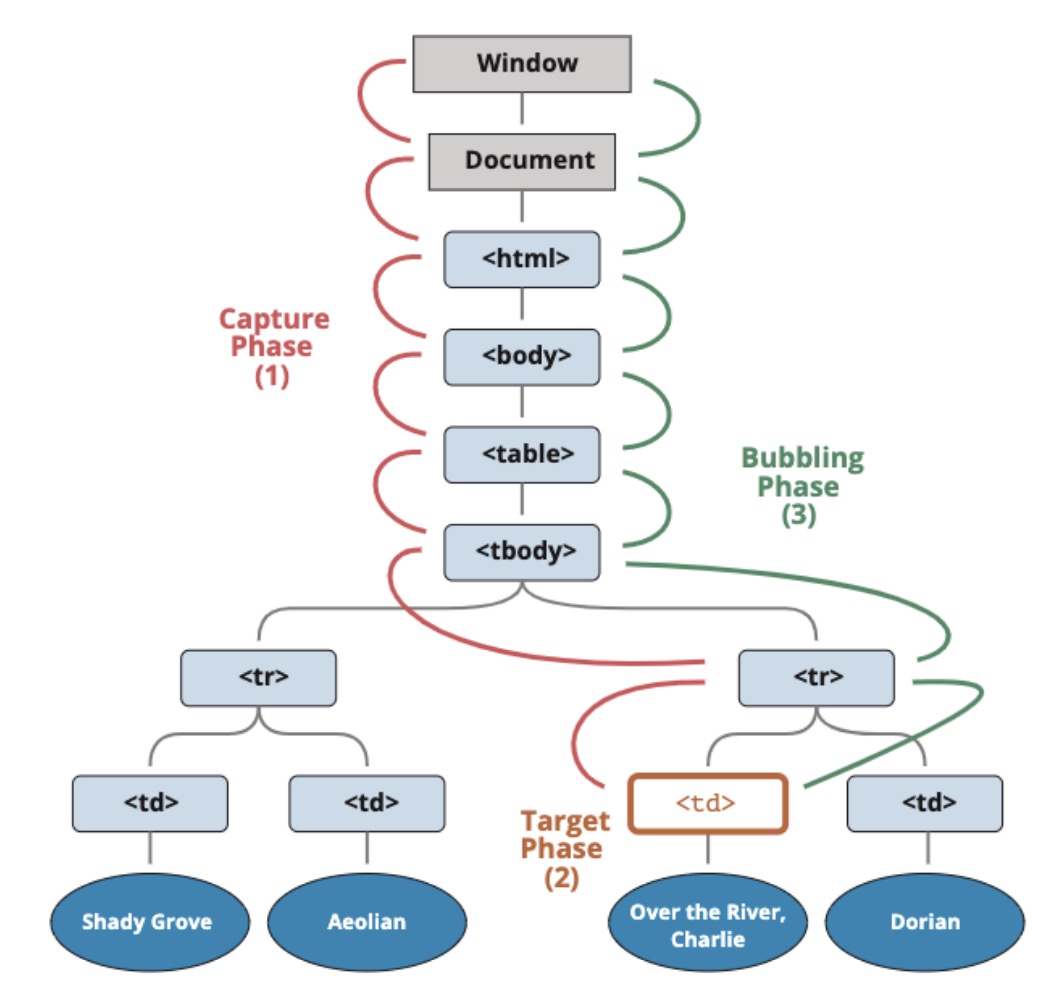 Window
Document
<html>
Capture
Phase
(1)
<body>
<table>
Bubbling
Phase
(3)
<tbody>
<tr>
<tr>
<td>
<td>
<td>
<td>
Target
Phase
(2)
Shady Grove
Aeolian
Over the River,
Charlie
Dorian